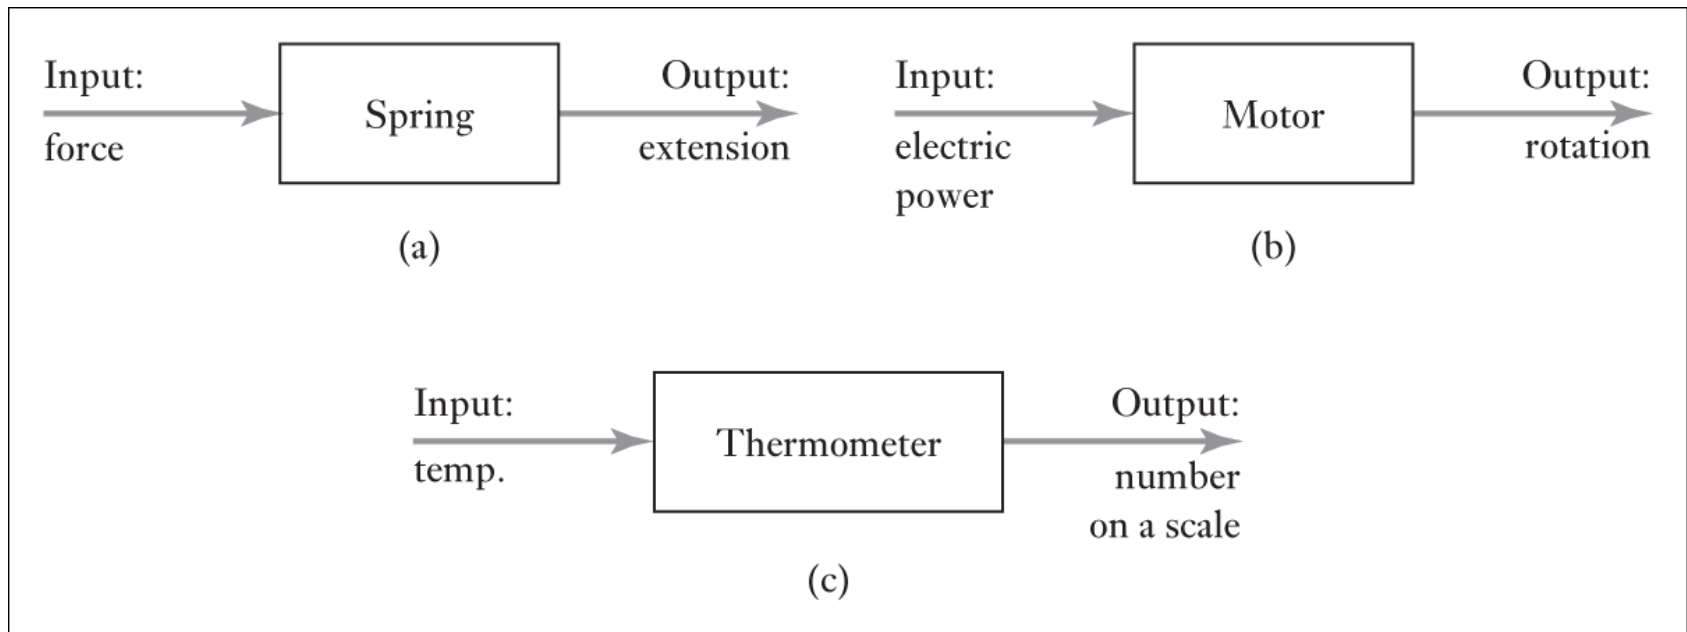 Input:
force
Spring
Output:
extension
(a)
Input:
electric
power
Motor
Output:
rotation
(b)
Input:
temp.
Thermometer
Output:
number
on a scale
(c)